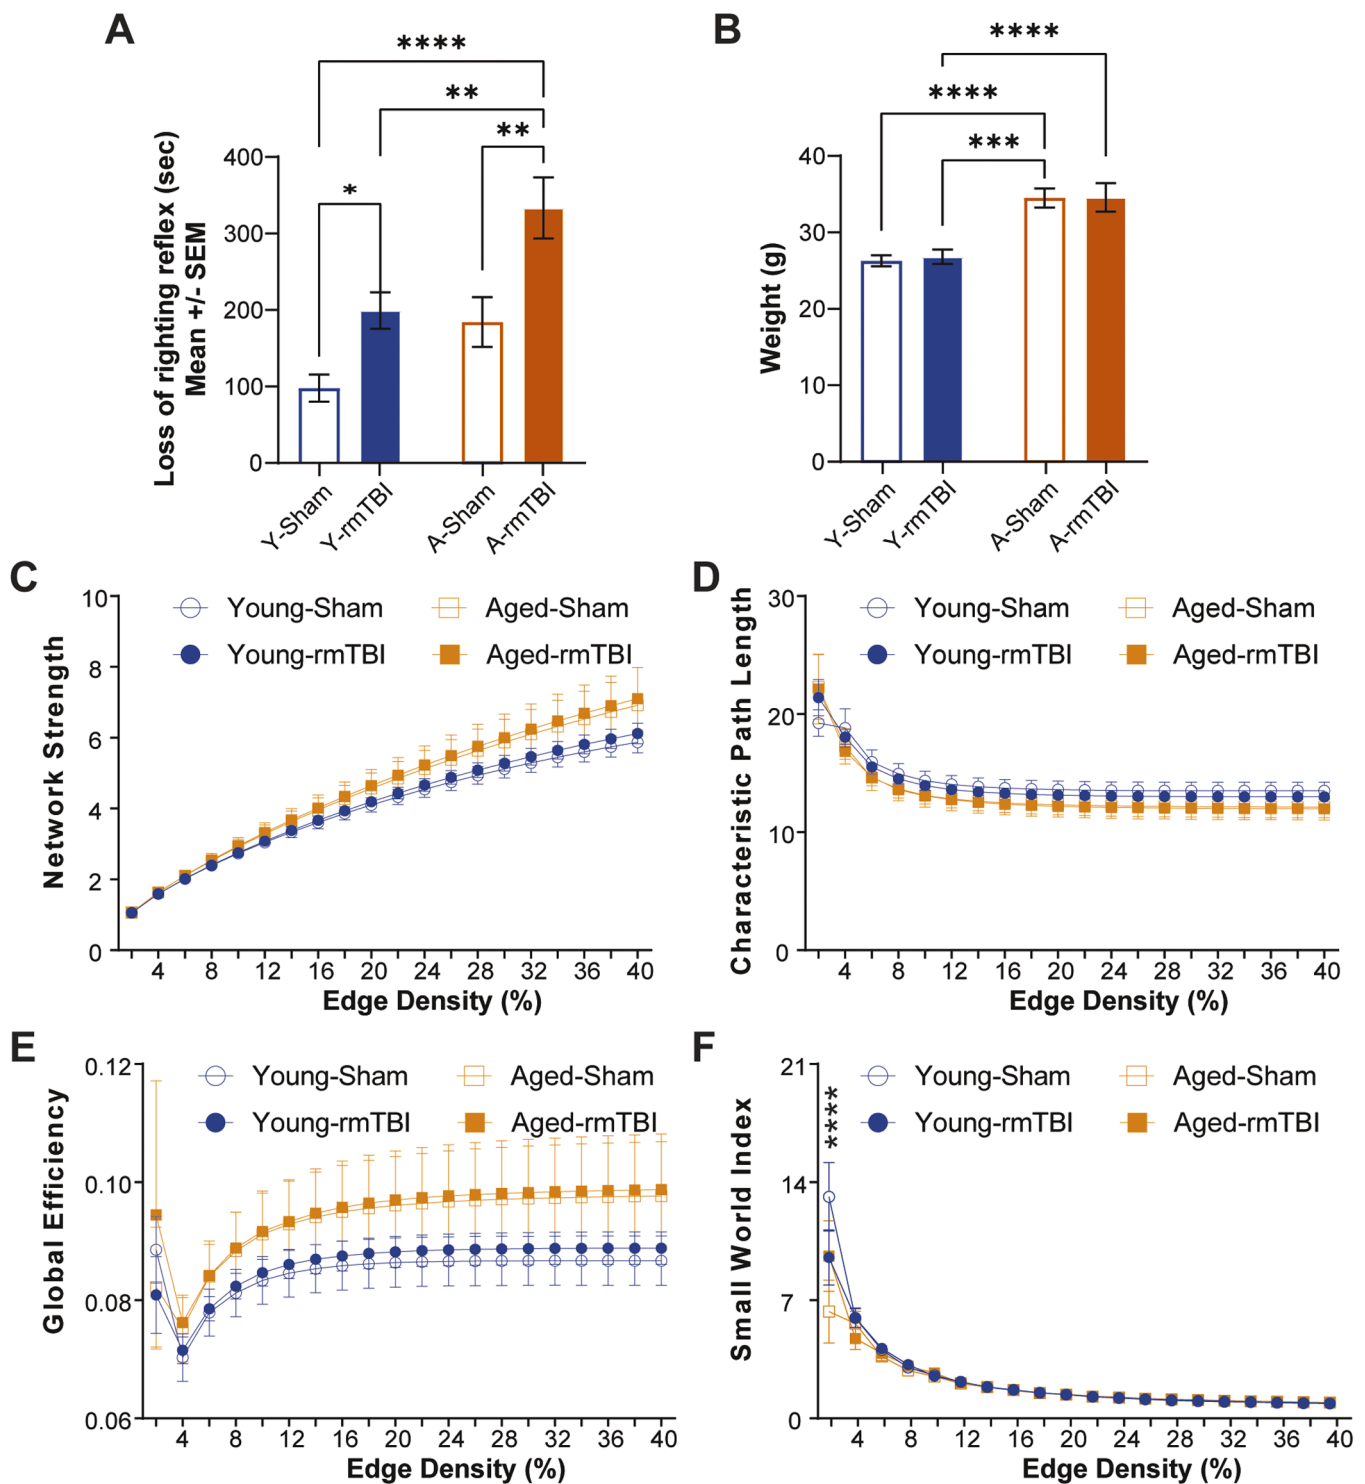 A
B
****
**
**
*
****
****
***
Loss of righting reflex (sec)
Mean +/- SEM
400
300
200
100
0
Y-Sham
Y-rmTBI
A-Sham
A-rmTBI
Weight (g)
40
30
20
10
0
Y-Sham
Y-rmTBI
A-Sham
A-rmTBI
C
Network Strength
10
8
6
4
2
0
Young-Sham
Aged-Sham
Young-rmTBI
Aged-rmTBI
4 8 12 16 20 24 28 32 36 40
Edge Density (%)
D
Characteristic Path Length
30
20
10
0
Young-Sham
Aged-Sham
Young-rmTBI
Aged-rmTBI
4 8 12 16 20 24 28 32 36 40
Edge Density (%)
E
Global Efficiency
0.12
0.10
0.08
0.06
Young-Sham
Aged-Sham
Young-rmTBI
Aged-rmTBI
4 8 12 16 20 24 28 32 36 40
Edge Density (%)
F
Small World Index
21
14
7
0
****
Young-Sham
Aged-Sham
Young-rmTBI
Aged-rmTBI
4 8 12 16 20 24 28 32 36 40
Edge Density (%)